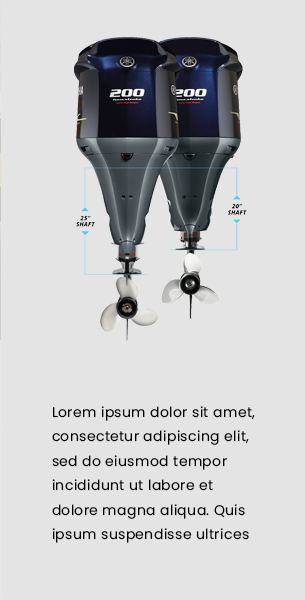 200
200
25"
SHAFT
20"
SHAFT
Lorem ipsum dolor sit amet,
consectetur adipiscing elit,
sed do eiusmod tempor
incididunt ut labore et
dolore magna aliqua. Quis
ipsum suspendisse ultrices